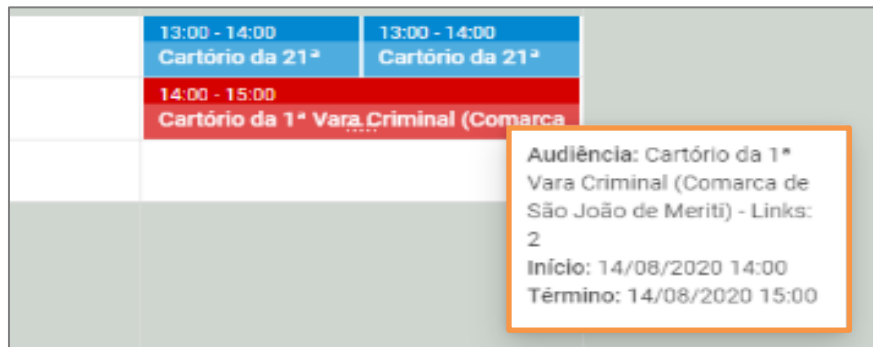 13:00 - 14:00
Cartório da 21ª
13:00 - 14:00
Cartório da 21ª
14:00 - 15:00
Cartório da 1ª Vara Criminal (Comarca
Audiência: Cartório da 1ª
Vara Criminal (Comarca de
São João de Meriti) - Links:
2
Início: 14/08/2020 14:00
Término: 14/08/2020 15:00